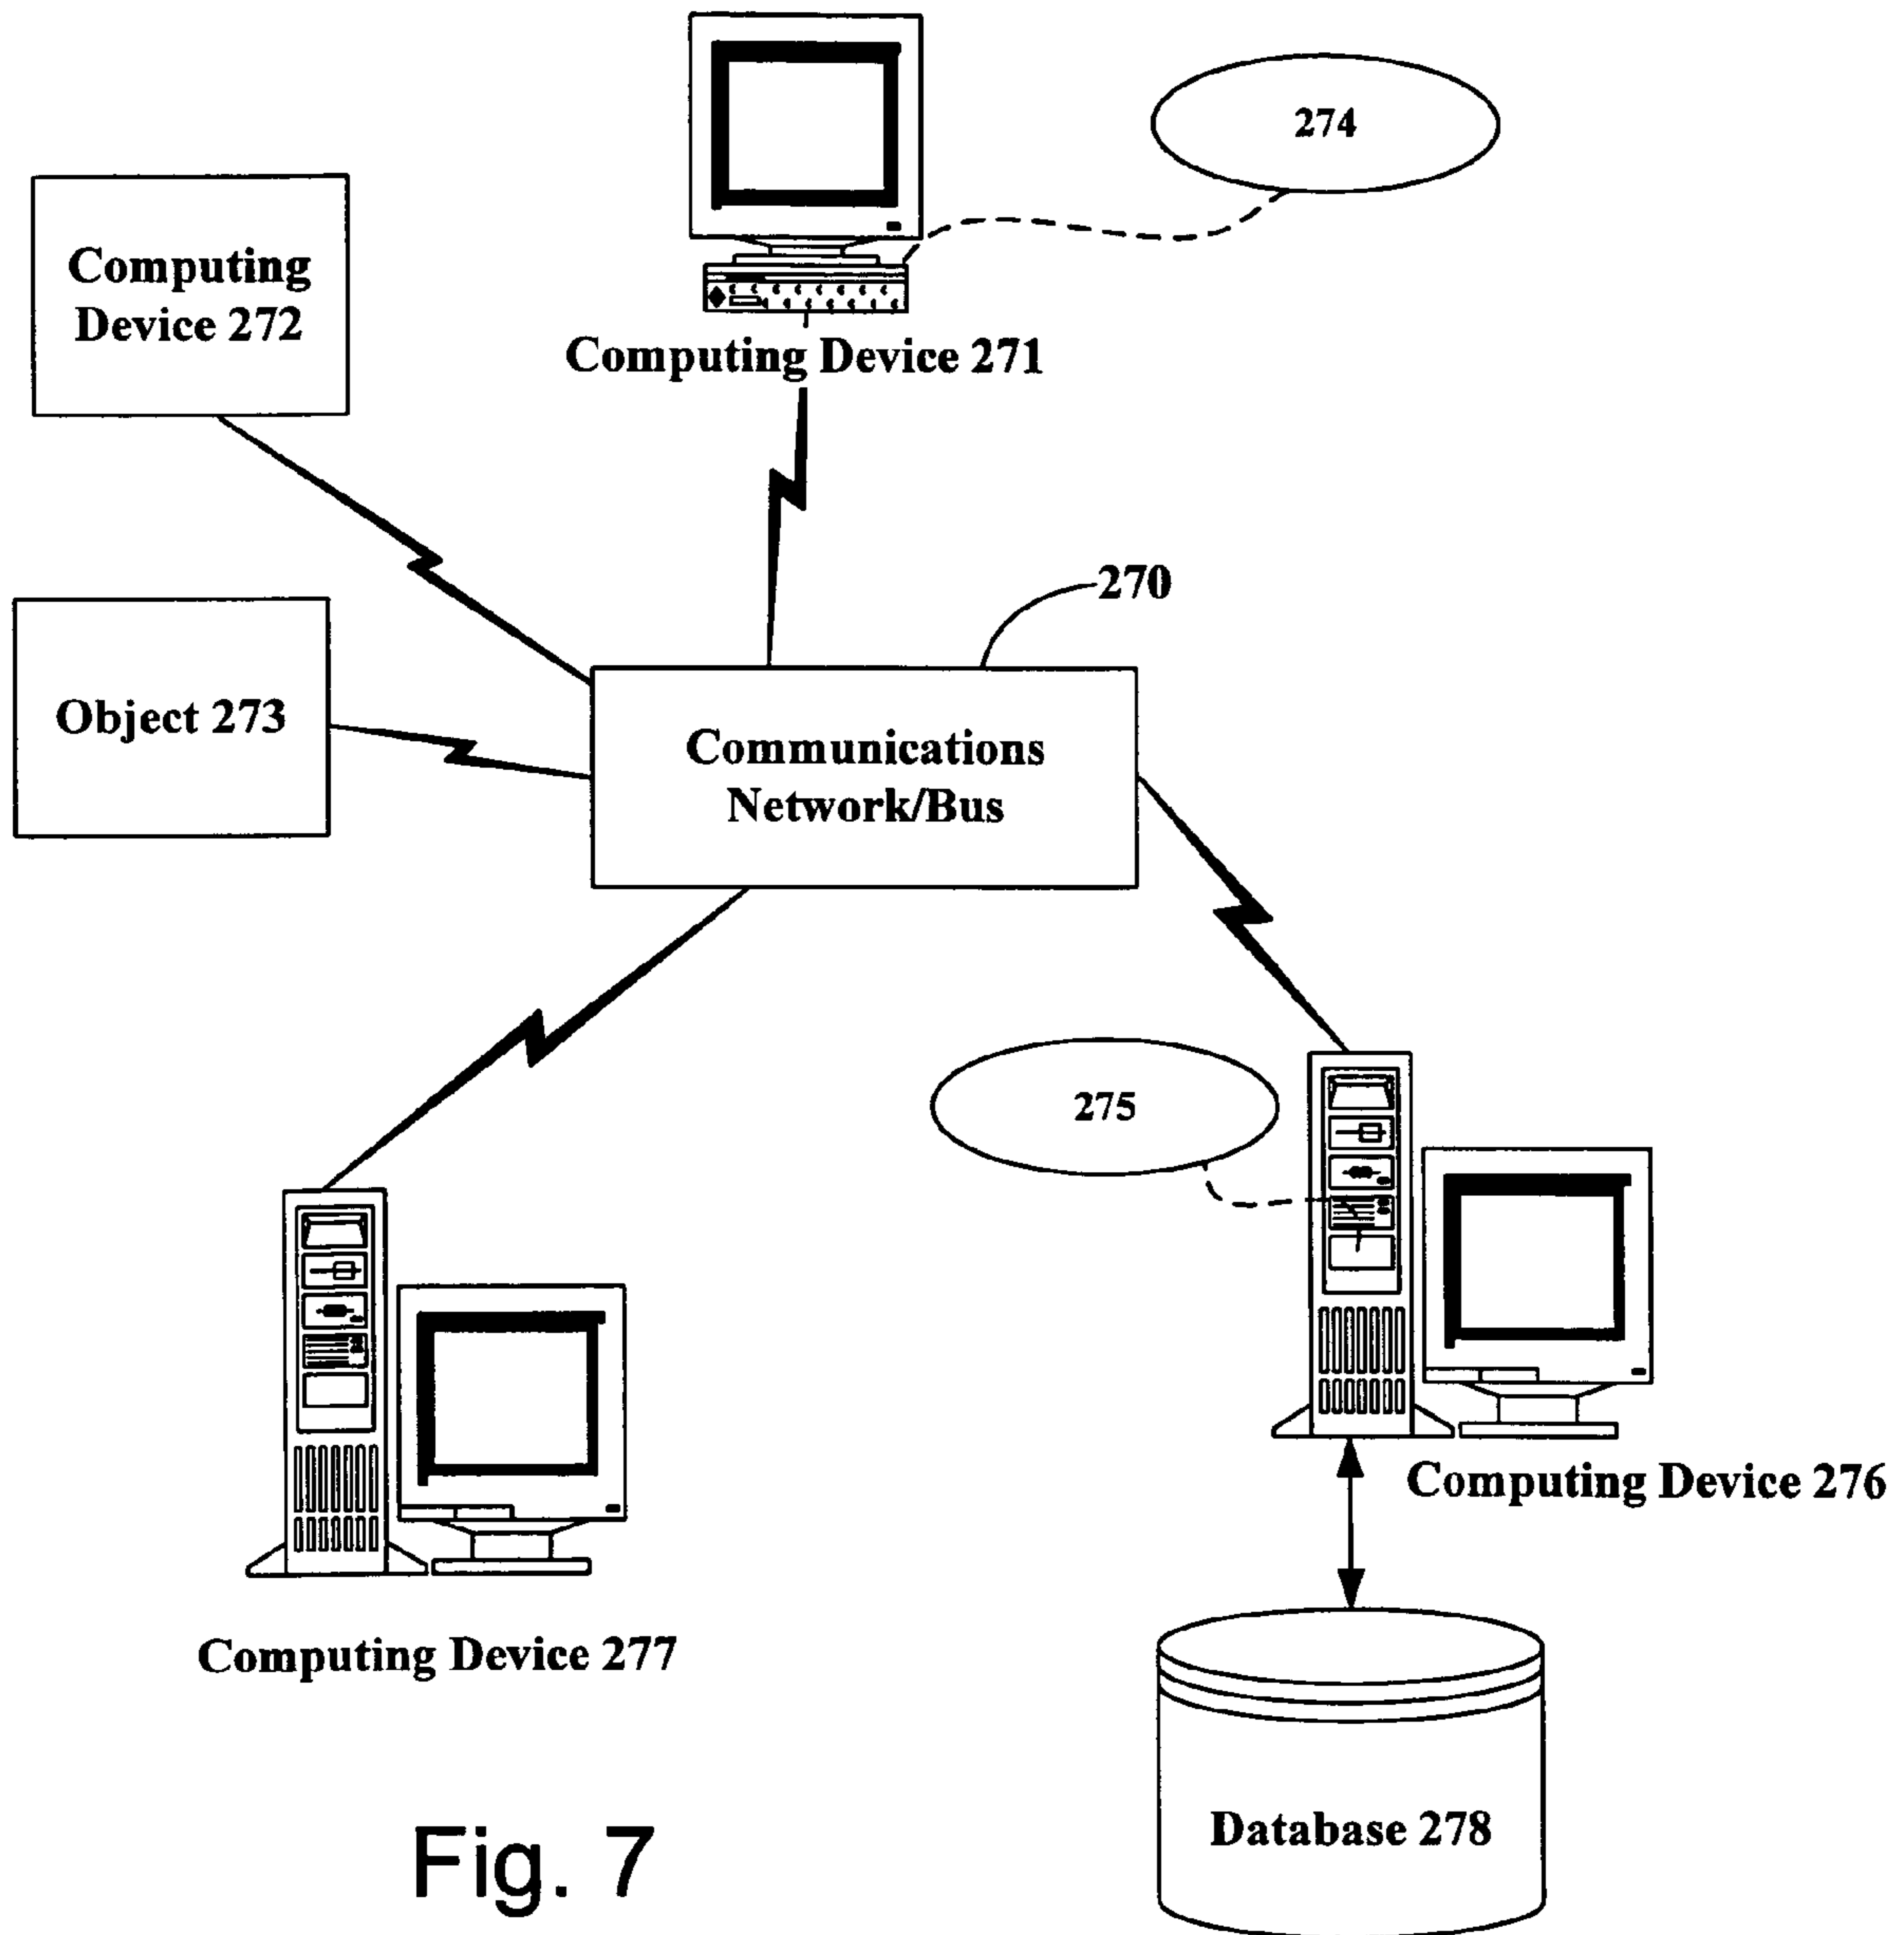 274
Computing
Device 272
Computing Device 271
270
Object 273
Communications
Network/Bus
275
Computing Device 276
Computing Device 277
Database 278
Fig. 7